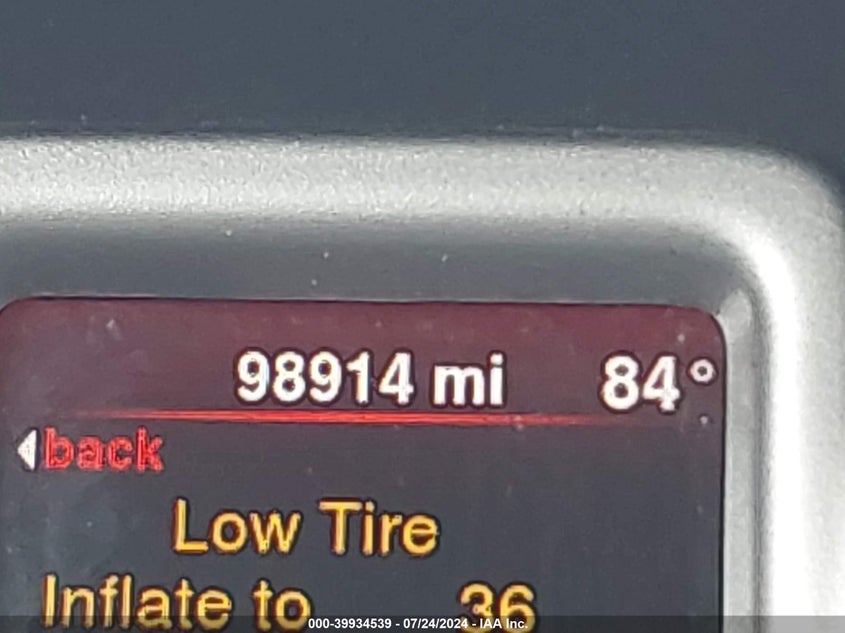 98914 mi 84°
back
Low Tire
Inflate to 36
000-39934539 - 07/24/2024 - IAA Inc.